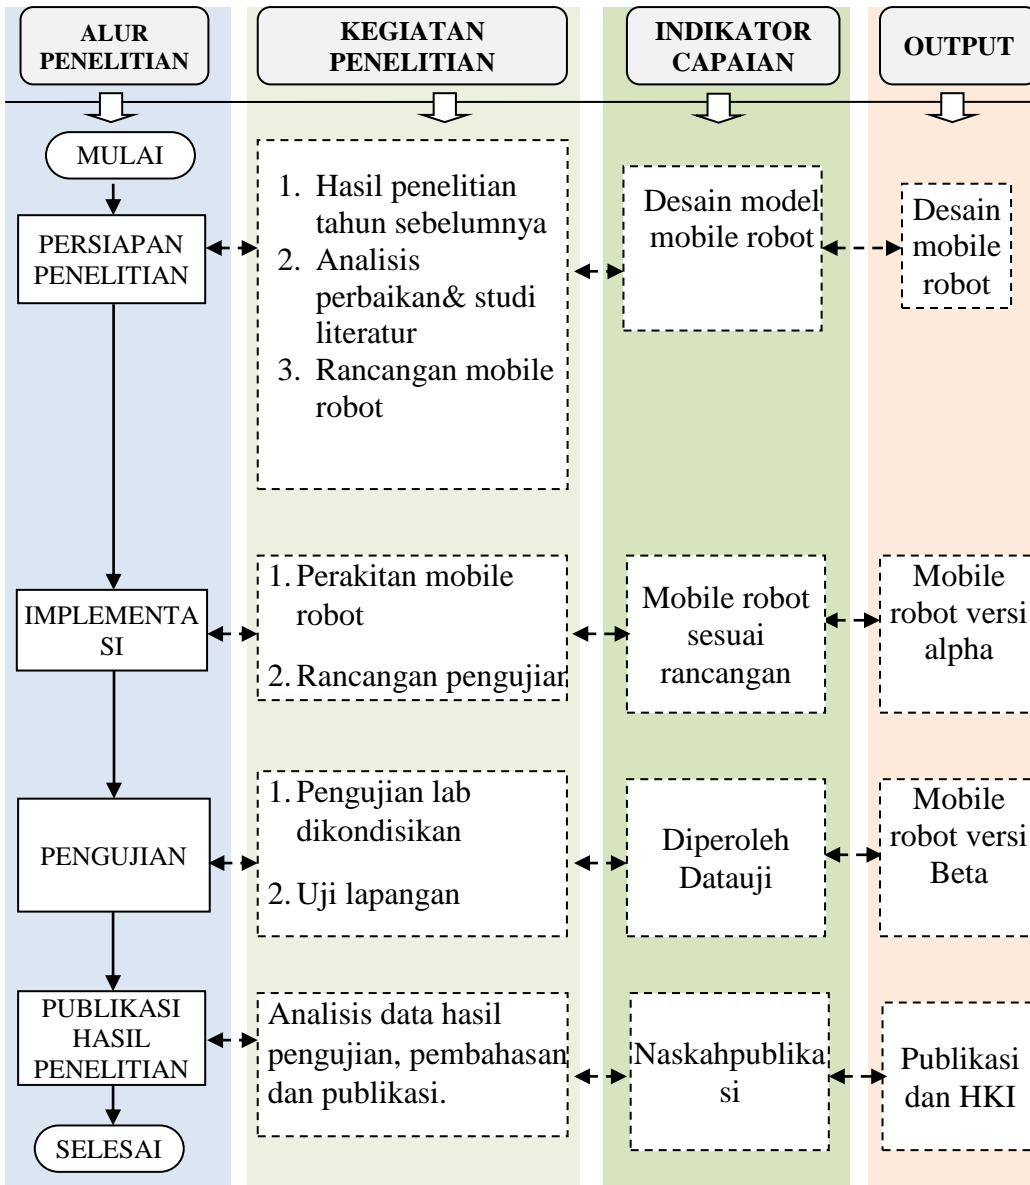 ALUR
PENELITIAN
KEGIATAN
PENELITIAN
INDIKATOR
CAPAIAN
OUTPUT
MULAI
PERSIAPAN
PENELITIAN
1. Hasil penelitian
tahun sebelumnya
2. Analisis
perbaikan& studi
literatur
3. Rancangan mobile
robot
Desain model
mobile robot
Desain
mobile
robot
IMPLEMENTA
SI
1. Perakitan mobile
robot
2. Rancangan pengujian
Mobile robot
sesuai
rancangan
Mobile
robot versi
alpha
PENGUJIAN
1. Pengujian lab
dikondisikan
2. Uji lapangan
Diperoleh
Datauji
Mobile
robot versi
Beta
PUBLIKASI
HASIL
PENELITIAN
Analisis data hasil
pengujian, pembahasan
dan publikasi.
Naskahpublika
si
Publikasi
dan HKI
SELESAI